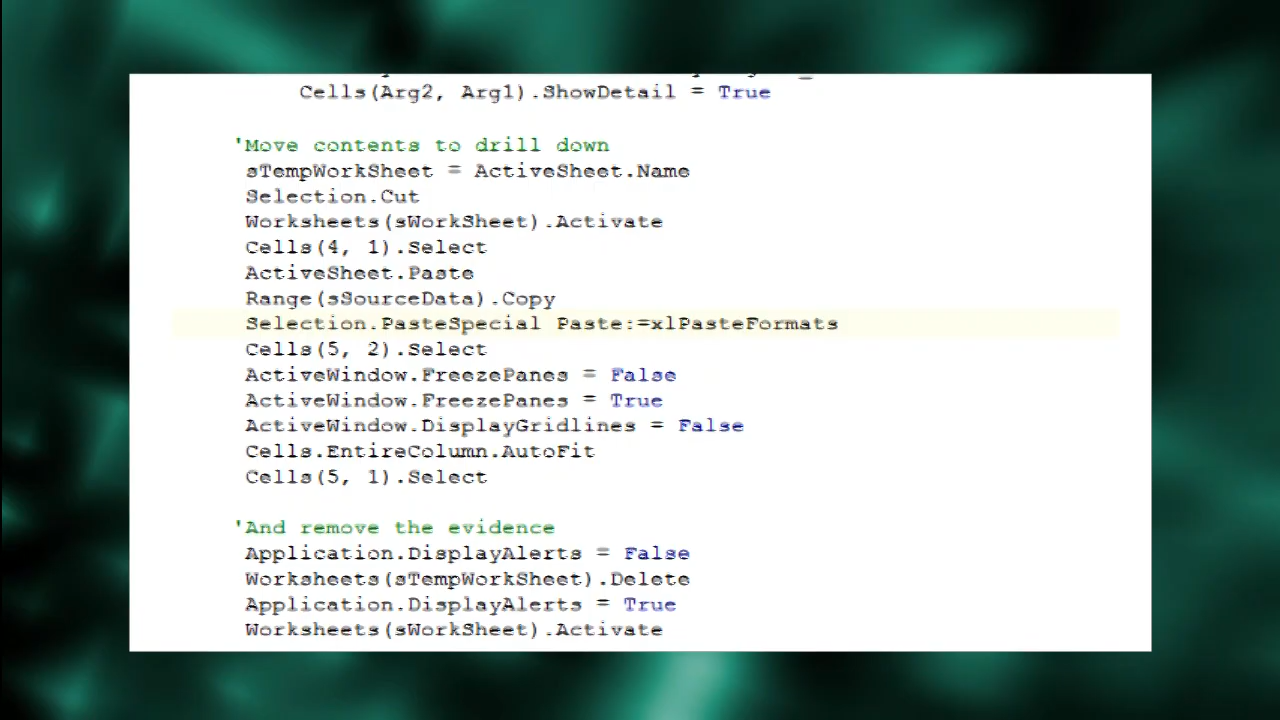 Cells(Arg2, Arg1).ShowDetail = True
'Move contents to drill down
sTempWorkSheet = ActiveSheet.Name
Selection.Cut
Worksheets(sWorkSheet).Activate
Cells(4, 1).Select
ActiveSheet.Paste
Range(sSourceData).Copy
Selection.PasteSpecial Paste:=xlPasteFormats
Cells(5, 2).Select
ActiveWindow.FreezePanes = False
ActiveWindow.FreezePanes = True
ActiveWindow.DisplayGridlines = False
Cells.EntireColumn.AutoFit
Cells(5, 1).Select
'And remove the evidence
Application.DisplayAlerts = False
Worksheets(sTempWorkSheet).Delete
Application.DisplayAlerts = True
Worksheets(sWorkSheet).Activate